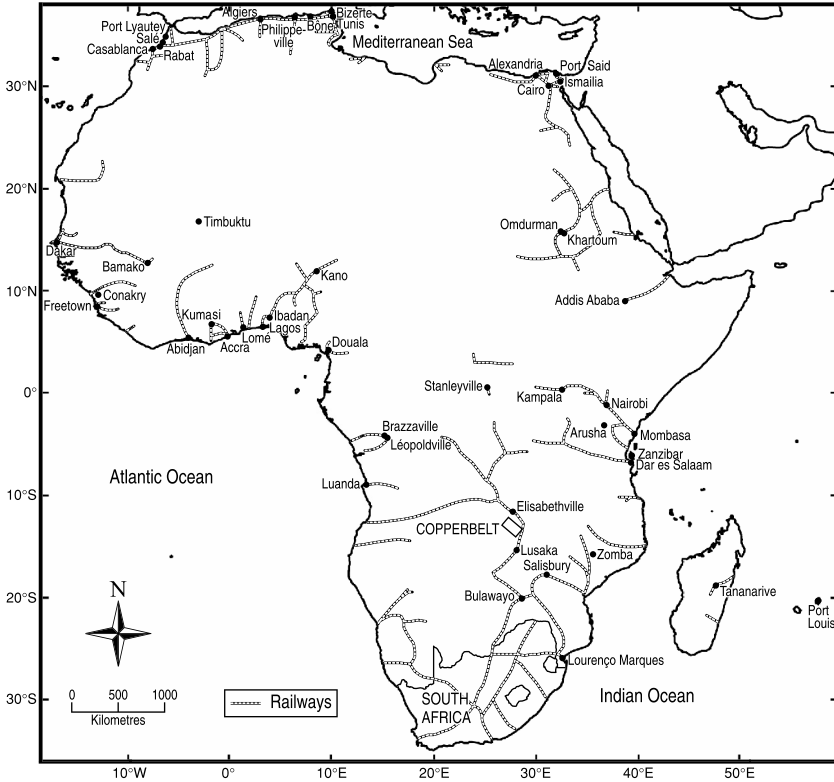 Algiers
Bizerte
Port Lyautey
Philippe-
ville
Bone
Tunis
Salé
Casablanca
Rabat
Mediterranean Sea
Alexandria
Port Said
Ismailia
Cairo
30°N
20°N
Timbuktu
Omdurman
Khartoum
Dakar
Bamako
Kano
10°N
Conakry
Freetown
Addis Ababa
Kumasi
Ibadan
Lagos
Lomé
Abidjan
Accra
Douala
0°
Stanleyville
Kampala
Nairobi
Brazzaville
Léopoldville
Arusha
Mombasa
Zanzibar
Dar es Salaam
Atlantic Ocean
Luanda
10°S
Elisabethville
COPPERBELT
Lusaka
Zomba
Salisbury
Tananarive
N
20°S
Bulawayo
Port
Louis
Lourenço Marques
0 500 1000
Kilometres
Railways
SOUTH
AFRICA
Indian Ocean
30°S
10°W 0° 10°E 20°E 30°E 40°E 50°E